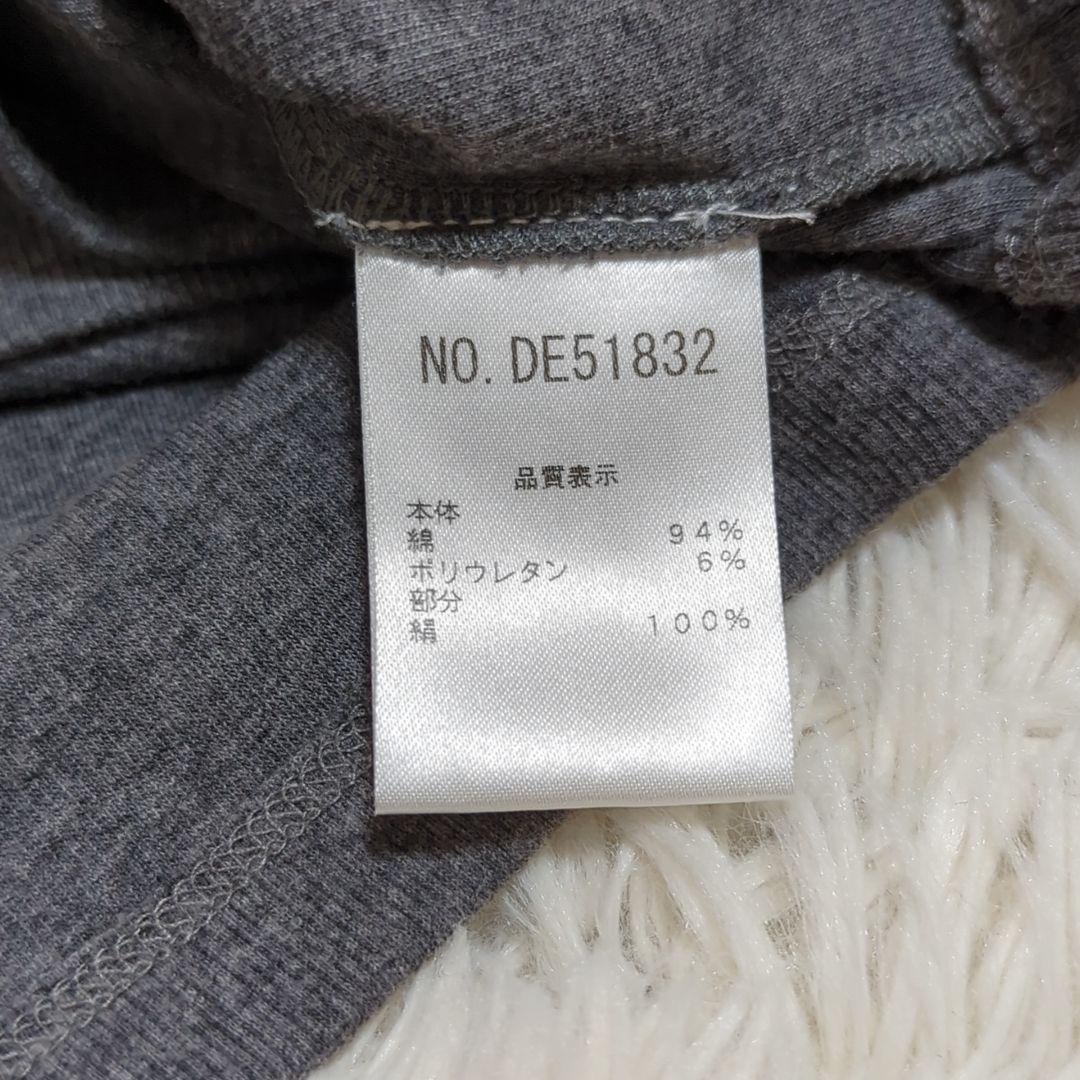 NO. DE51832
品質表示
本体
綿 94%
ポリウレタン 6%
部分
絹 100%